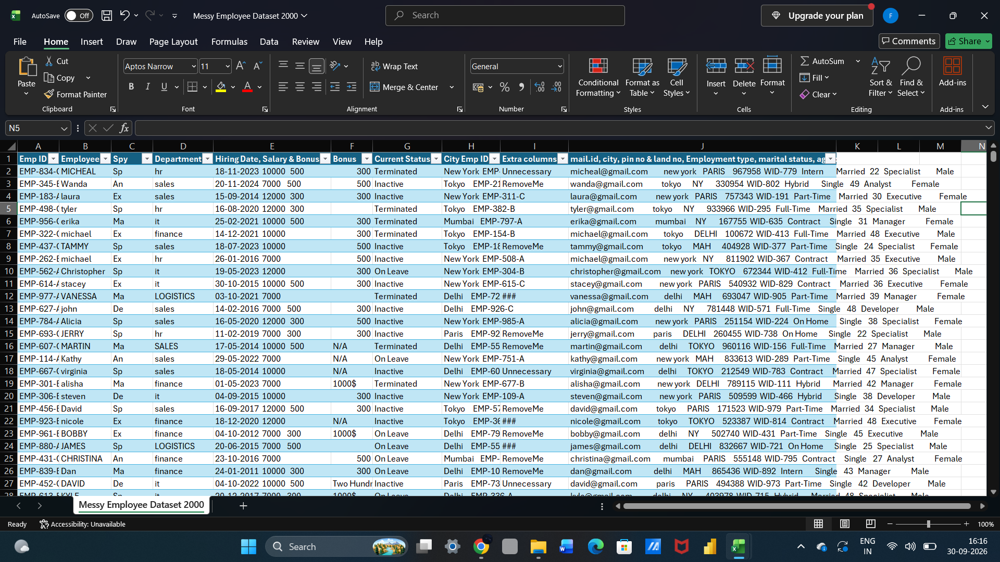 AutoSave Off Messy Employee Dataset 2000 Search Upgrade your plan F
File Home Insert Draw Page Layout Formulas Data Review View Help Comments Share
Paste Cut Copy Format Painter Clipboard
Aptos Narrow 11 B I U A Font
Wrap Text Merge & Center Alignment
General % Number
Conditional Formatting Format as Table Cell Styles Styles
Insert Delete Format Cells
AutoSum Fill Clear Sort & Filter Find & Select Editing
Add-ins Add-ins
N5 fx
A B C D E F G H I J K L M N
1 Emp ID Employee Spy Department Hiring Date, Salary & Bonus Bonus Current Status City Emp ID Extra columns mail.id, city, pin no & land no, Employment type, marital status, ag
2 EMP-834- MICHEAL Sp hr 18-11-2023 10000 500 300 Terminated New York EMP- Unnecessary micheal@gmail.com new york PARIS 967958 WID-779 Intern Married 22 Specialist Male
3 EMP-345- Wanda An sales 20-11-2024 7000 500 500 Inactive Tokyo EMP-21 RemoveMe wanda@gmail.com tokyo NY 330954 WID-802 Hybrid Single 49 Analyst Female
4 EMP-183- laura Ex sales 15-09-2014 12000 300 300 Inactive New York EMP-311-C laura@gmail.com new york PARIS 757343 WID-191 Part-Time Married 30 Executive Female
5 EMP-498- tyler Sp hr 16-08-2020 12000 300 Terminated Tokyo EMP-382-B tyler@gmail.com tokyo NY 933966 WID-295 Full-Time Married 35 Specialist Male
6 EMP-956- erika Ma it 25-02-2021 10000 500 300 Terminated Mumbai EMP-797-A erika@gmail.com mumbai NY 167755 WID-635 Contract Single 31 Manager Female
7 EMP-322- michael Ex finance 14-12-2021 10000 300 Terminated Tokyo EMP-154-B michael@gmail.com tokyo DELHI 100672 WID-413 Full-Time Married 48 Executive Male
8 EMP-437- TAMMY Sp sales 18-07-2023 10000 500 Inactive Tokyo EMP-18 RemoveMe tammy@gmail.com tokyo MAH 404928 WID-377 Part-Time Single 24 Specialist Female
9 EMP-262- michael Ex hr 26-01-2016 7000 500 Inactive New York EMP-508-A michael@gmail.com new york NY 811902 WID-367 Contract Married 35 Executive Male
10 EMP-562- Christopher Sp it 19-05-2023 12000 300 On Leave New York EMP-304-B christopher@gmail.com new york TOKYO 672344 WID-412 Full-Time Married 36 Specialist Male
11 EMP-614- stacey Ex it 30-10-2015 10000 500 300 Inactive New York EMP-615-C stacey@gmail.com new york PARIS 540932 WID-829 Contract Married 36 Executive Female
12 EMP-977- VANESSA Ma LOGISTICS 03-10-2021 7000 Terminated Delhi EMP-72 ### vanessa@gmail.com delhi MAH 693047 WID-905 Part-Time Married 39 Manager Female
13 EMP-627- john De sales 14-02-2016 7000 500 300 Inactive Delhi EMP-926-C john@gmail.com delhi NY 781448 WID-571 Full-Time Single 48 Developer Male
14 EMP-784- Alicia Sp sales 16-05-2020 12000 300 500 Inactive New York EMP-985-A alicia@gmail.com new york PARIS 251154 WID-224 On Home Single 38 Specialist Female
15 EMP-693- JERRY Sp hr 11-02-2019 7000 300 300 Inactive Paris EMP-92 RemoveMe jerry@gmail.com paris DELHI 260455 WID-738 On Home Single 22 Specialist Male
16 EMP-607- MARTIN Ma SALES 17-05-2014 10000 500 N/A Terminated Delhi EMP-55 RemoveMe martin@gmail.com delhi TOKYO 960116 WID-156 Full-Time Married 27 Manager Male
17 EMP-114- Kathy An sales 29-05-2022 7000 N/A On Leave New York EMP-751-A kathy@gmail.com new york MAH 833613 WID-289 Part-Time Single 45 Analyst Female
18 EMP-667- virginia Sp sales 18-05-2014 10000 N/A Inactive Delhi EMP-60 Unnecessary virginia@gmail.com delhi TOKYO 212549 WID-783 Contract Married 47 Specialist Female
19 EMP-301- alisha Ma finance 01-05-2023 7000 1000$ Terminated New York EMP-677-B alisha@gmail.com new york DELHI 789115 WID-111 Hybrid Married 42 Manager Female
20 EMP-306- steven De it 04-09-2015 10000 300 Inactive New York EMP-109-A steven@gmail.com new york PARIS 509599 WID-466 Hybrid Single 38 Developer Male
21 EMP-456- David Sp sales 16-09-2017 12000 500 300 Inactive Tokyo EMP-57 RemoveMe david@gmail.com tokyo PARIS 171523 WID-979 Part-Time Married 34 Specialist Male
22 EMP-923- nicole Ex finance 18-12-2020 12000 N/A Inactive Tokyo EMP-36 ### nicole@gmail.com tokyo TOKYO 523387 WID-814 Contract Married 48 Executive Female
23 EMP-961- BOBBY Ex finance 04-10-2012 7000 300 1000$ On Leave Delhi EMP-79 RemoveMe bobby@gmail.com delhi NY 502740 WID-431 Part-Time Single 45 Executive Male
24 EMP-880- JAMES Sp LOGISTICS 20-06-2015 7000 500 On Leave Delhi EMP-55 ### james@gmail.com delhi DELHI 832667 WID-721 On Home Single 25 Specialist Male
25 EMP-431- CHRISTINA An finance 23-10-2016 7000 500 On Leave Mumbai EMP- RemoveMe christina@gmail.com mumbai PARIS 555148 WID-795 Contract Single 27 Analyst Female
26 EMP-839- Dan Ma finance 24-01-2011 10000 300 300 On Leave Delhi EMP-10 RemoveMe dan@gmail.com delhi MAH 865436 WID-892 Intern Single 43 Manager Male
27 EMP-452- DAVID De it 04-10-2022 10000 500 Two Hundr Inactive Paris EMP-73 Unnecessary david@gmail.com paris PARIS 494388 WID-973 Part-Time Single 42 Developer Male
Messy Employee Dataset 2000
Ready Accessibility: Unavailable 100%
Search ENG IN 16:16 30-09-2026